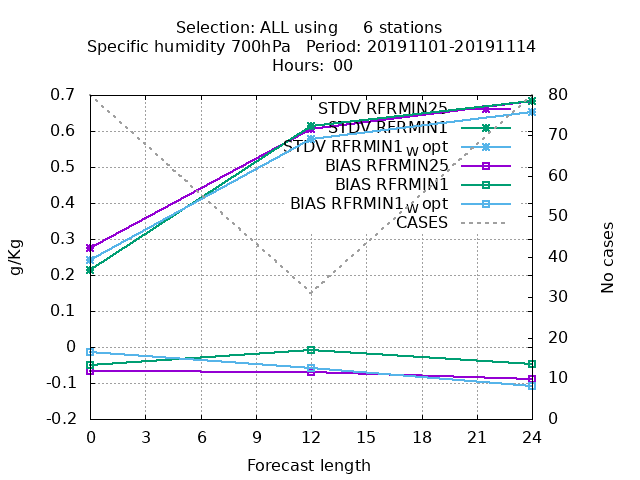 Selection: ALL using     6 stations
Specific humidity 700hPa   Period: 20191101-20191114
Hours:  00
0.7
0.6
0.5
0.4
0.3
0.2
0.1
0
-0.1
-0.2
g/Kg
STDV RFRMIN25
STDV RFRMIN1
STDV RFRMIN1_W opt
BIAS RFRMIN25
BIAS RFRMIN1
BIAS RFRMIN1_W opt
CASES
80
70
60
50
40
30
20
10
0
No cases
0 3 6 9 12 15 18 21 24
Forecast length